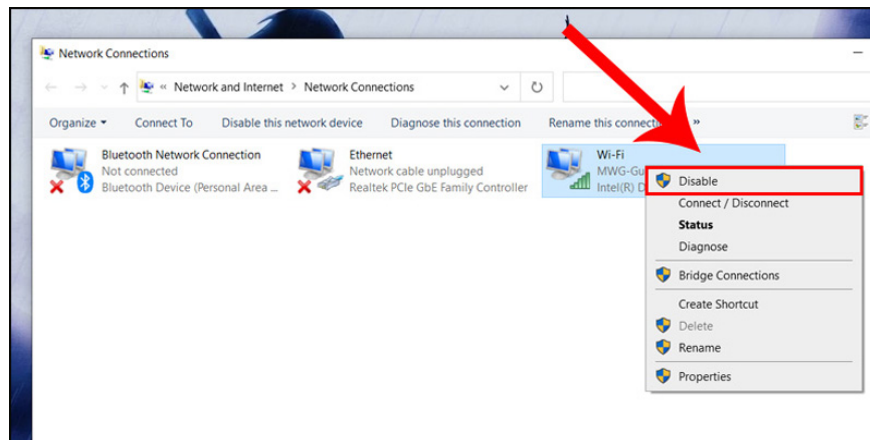 Network Connections
« Network and Internet > Network Connections
Organize Connect To Disable this network device Diagnose this connection Rename this »
Bluetooth Network Connection
Not connected
Bluetooth Device (Personal Area ...
Ethernet
Network cable unplugged
Realtek PCIe GbE Family Controller
Wi-Fi
Intel(R)
Disable
Connect / Disconnect
Status
Diagnose
Bridge Connections
Create Shortcut
Delete
Rename
Properties